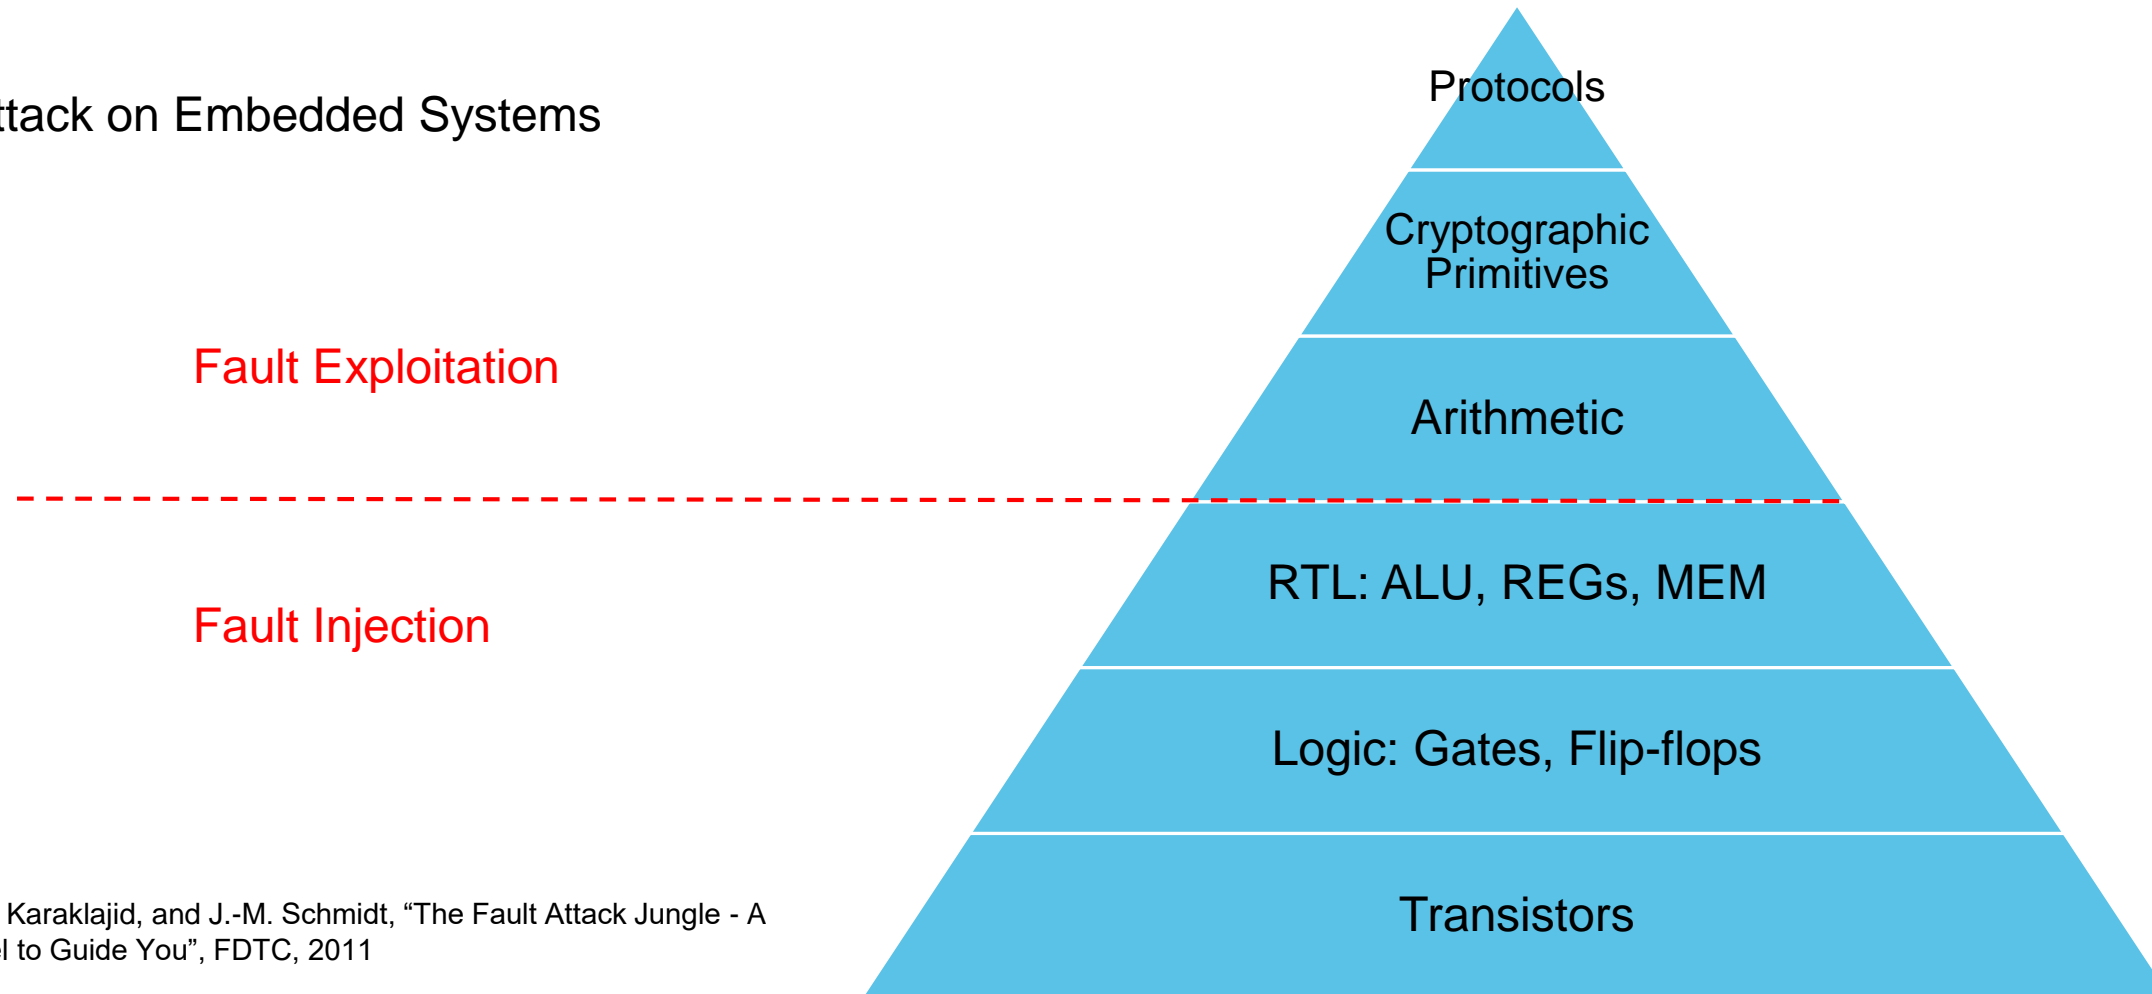 ttack on Embedded Systems
Protocols
Cryptographic
Primitives
Fault Exploitation
Arithmetic
RTL: ALU, REGs, MEM
Fault Injection
Logic: Gates, Flip-flops
Transistors
Karaklajid, and J.-M. Schmidt, “The Fault Attack Jungle - A
el to Guide You”, FDTC, 2011